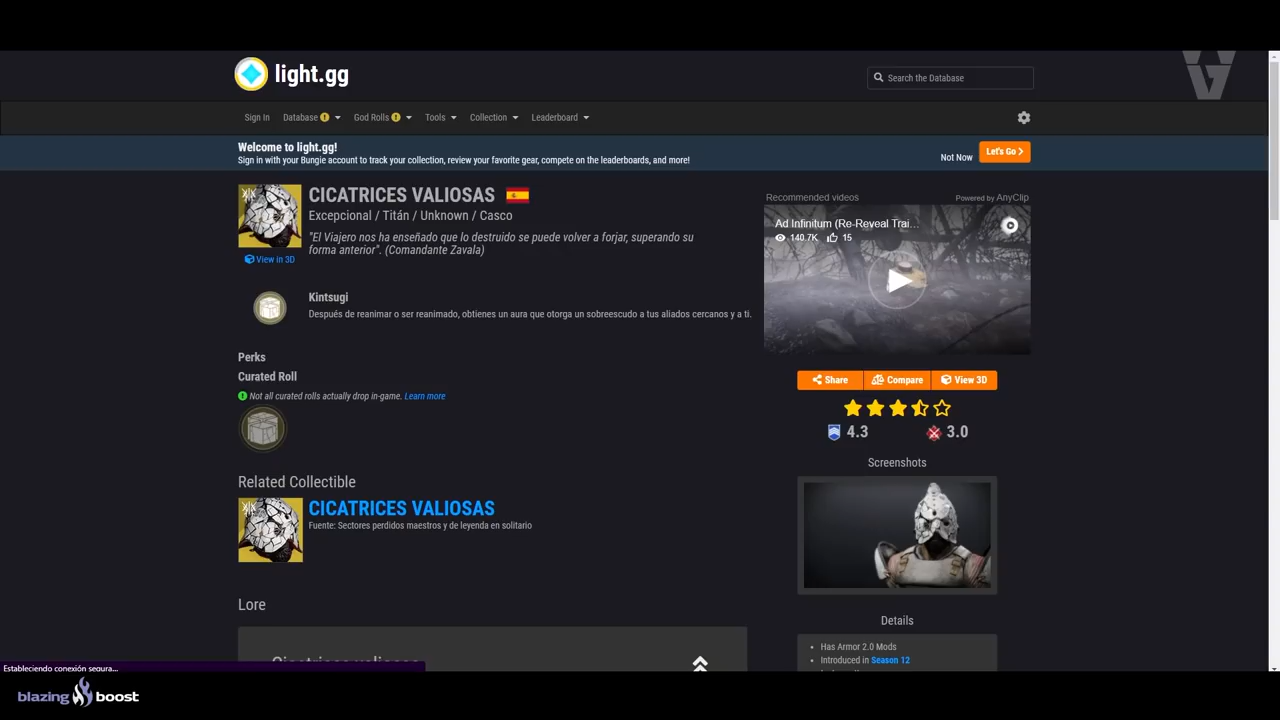 light.gg
Search the Database
Sign In
Database
God Rolls
Tools
Collection
Leaderboard
Welcome to light.gg!
Sign in with your Bungie account to track your collection, review your favorite gear, compete on the leaderboards, and more!
Not Now
Let's Go
CICATRICES VALIOSAS
Excepcional / Titán / Unknown / Casco
"El Viajero nos ha enseñado que lo destruido se puede volver a forjar, superando su
forma anterior". (Comandante Zavala)
View in 3D
Kintsugi
Después de reanimar o ser reanimado, obtienes un aura que otorga un sobreescudo a tus aliados cercanos y a ti.
Perks
Curated Roll
Not all curated rolls actually drop in-game. Learn more
Related Collectible
CICATRICES VALIOSAS
Fuente: Sectores perdidos maestros y de leyenda en solitario
Lore
Cicatrices valiosas
Recommended videos
Powered by AnyClip
Ad Infinitum (Re-Reveal Trai...
140.7K 15
Share
Compare
View 3D
4.3
3.0
Screenshots
Details
Has Armor 2.0 Mods
Introduced in Season 12
Estableciendo conexión segura...
blazing boost